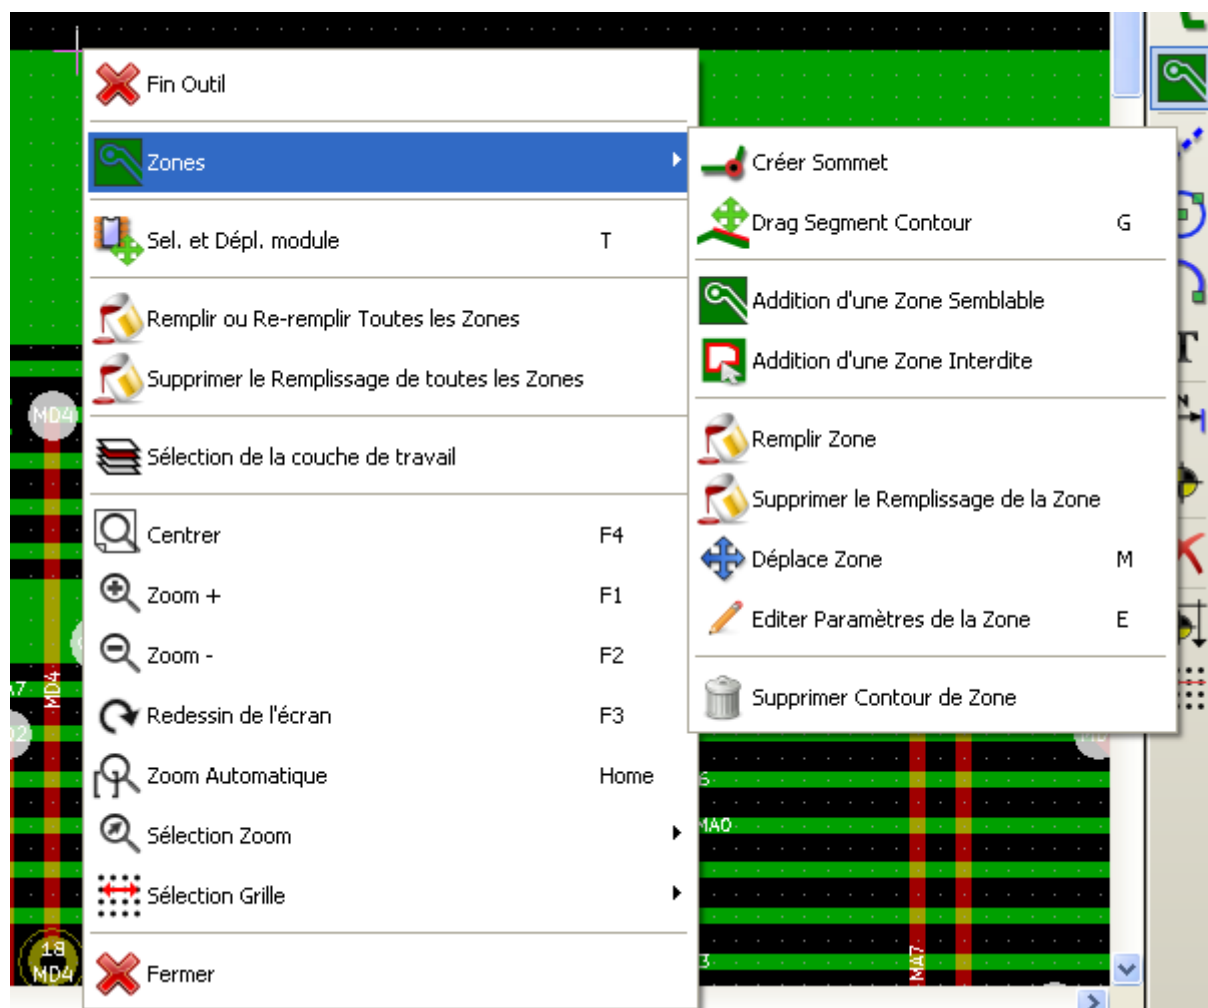 Fin Outil
Zones
Sel. et Dépl. module T
Remplir ou Re-remplir Toutes les Zones
Supprimer le Remplissage de toutes les Zones
Sélection de la couche de travail
Centrer F4
Zoom + F1
Zoom - F2
Redessin de l'écran F3
Zoom Automatique Home
Sélection Zoom
Sélection Grille
Fermer
Créer Sommet
Drag Segment Contour G
Addition d'une Zone Semblable
Addition d'une Zone Interdite
Remplir Zone
Supprimer le Remplissage de la Zone
Déplace Zone M
Editer Paramètres de la Zone E
Supprimer Contour de Zone
MD4
MD4
18
MD4
MA0
MA7
T
N